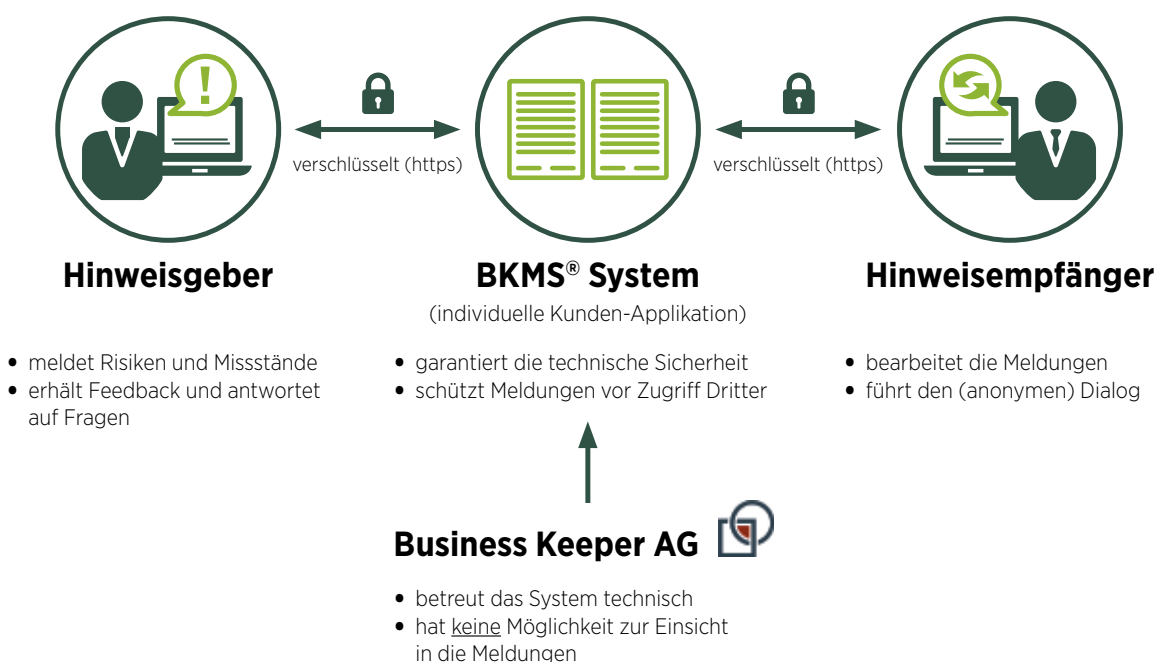 !
verschlüsselt (https)
verschlüsselt (https)
Hinweisgeber
BKMS® System
Hinweisempfänger
(individuelle Kunden-Applikation)
• meldet Risiken und Missstände
• erhält Feedback und antwortet
auf Fragen
• garantiert die technische Sicherheit
• schützt Meldungen vor Zugriff Dritter
• bearbeitet die Meldungen
• führt den (anonymen) Dialog
Business Keeper AG
• betreut das System technisch
• hat keine Möglichkeit zur Einsicht
in die Meldungen